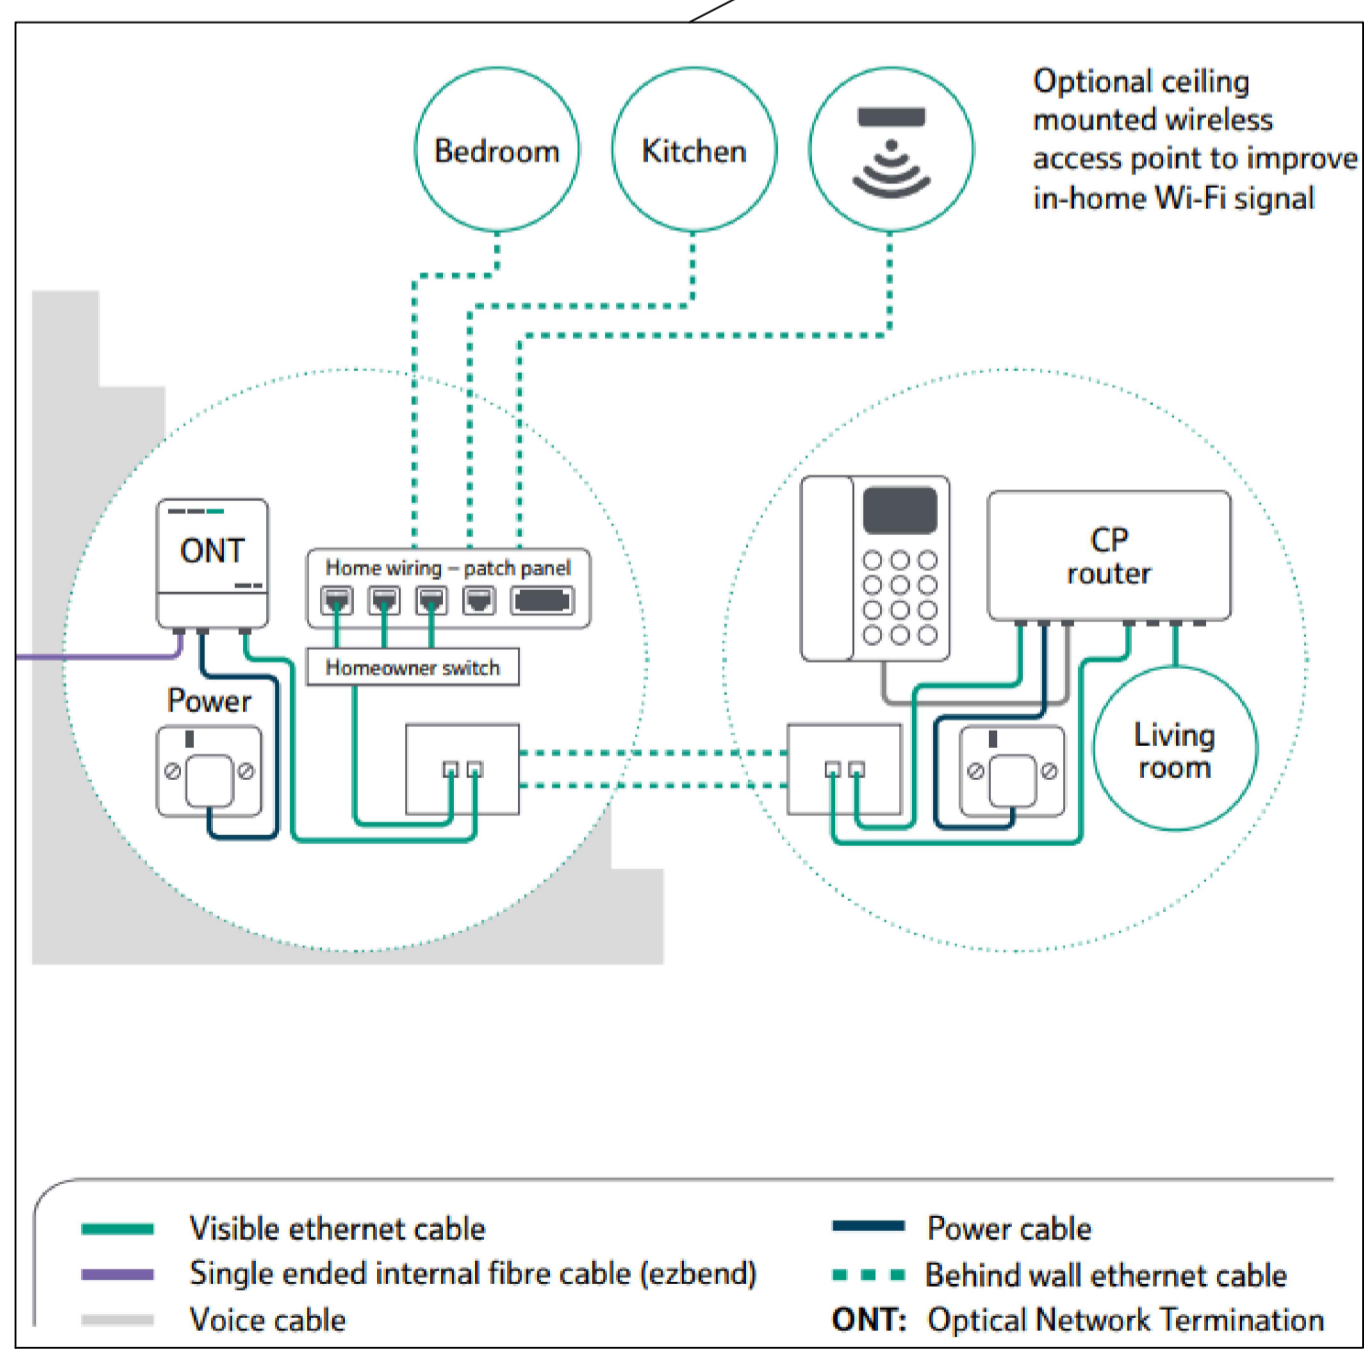 Bedroom
Kitchen
Optional ceiling
mounted wireless
access point to improve
in-home Wi-Fi signal
ONT
Home wiring – patch panel
Homeowner switch
Power
CP
router
Living
room
Visible ethernet cable
Single ended internal fibre cable (ezbend)
Voice cable
Power cable
Behind wall ethernet cable
ONT: Optical Network Termination